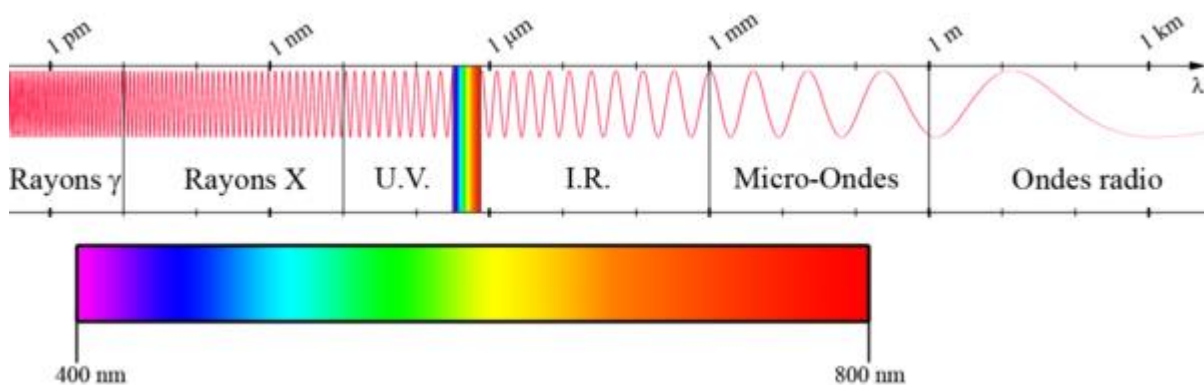 1 pm 1 nm 1 μm 1 mm 1 m 1 km
λ
Rayons γ Rayons X U.V. I.R. Micro-Ondes Ondes radio
400 nm 800 nm